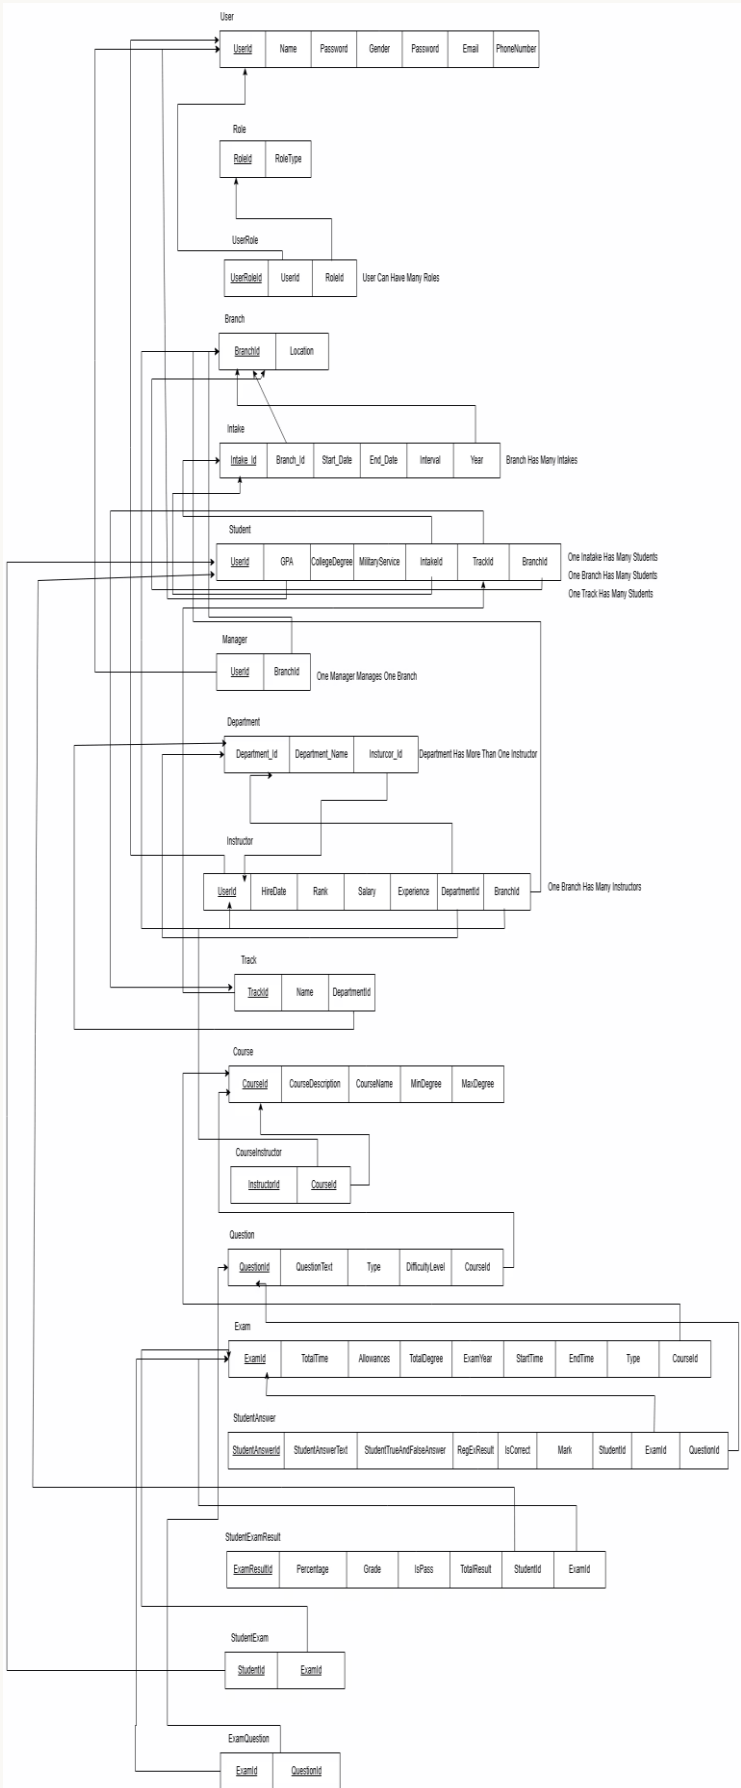 User
UserId Name Password Gender Password Email PhoneNumber
Role
RoleId RoleType
UserRole
UserRoleId UserId RoleId User Can Have Many Roles
Branch
BranchId Location
Intake
Intake_Id Branch_Id Start_Date End_Date Interval Year Branch Has Many Intakes
Student
UserId GPA CollegeDegree MilitaryService IntakeId TrackId BranchId
One Inatake Has Many Students
One Branch Has Many Students
One Track Has Many Students
Manager
UserId BranchId One Manager Manages One Branch
Department
Department_Id Department_Name Insturcor_Id Department Has More Than One Instructor
Instructor
UserId HireDate Rank Salary Experience DepartmentId BranchId One Branch Has Many Instructors
Track
TrackId Name DepartmentId
Course
CourseId CourseDescription CourseName MinDegree MaxDegree
CourseInstructor
InstructorId CourseId
Question
QuestionId QuestionText Type DifficultyLevel CourseId
Exam
ExamId TotalTime Allowances TotalDegree ExamYear StartTime EndTime Type CourseId
StudentAnswer
StudentAnswerId StudentAnswerText StudentTrueAndFalseAnswer RegExResult IsCorrect Mark StudentId ExamId QuestionId
StudentExamResult
ExamResultId Percentage Grade IsPass TotalResult StudentId ExamId
StudentExam
StudentId ExamId
ExamQuestion
ExamId QuestionId